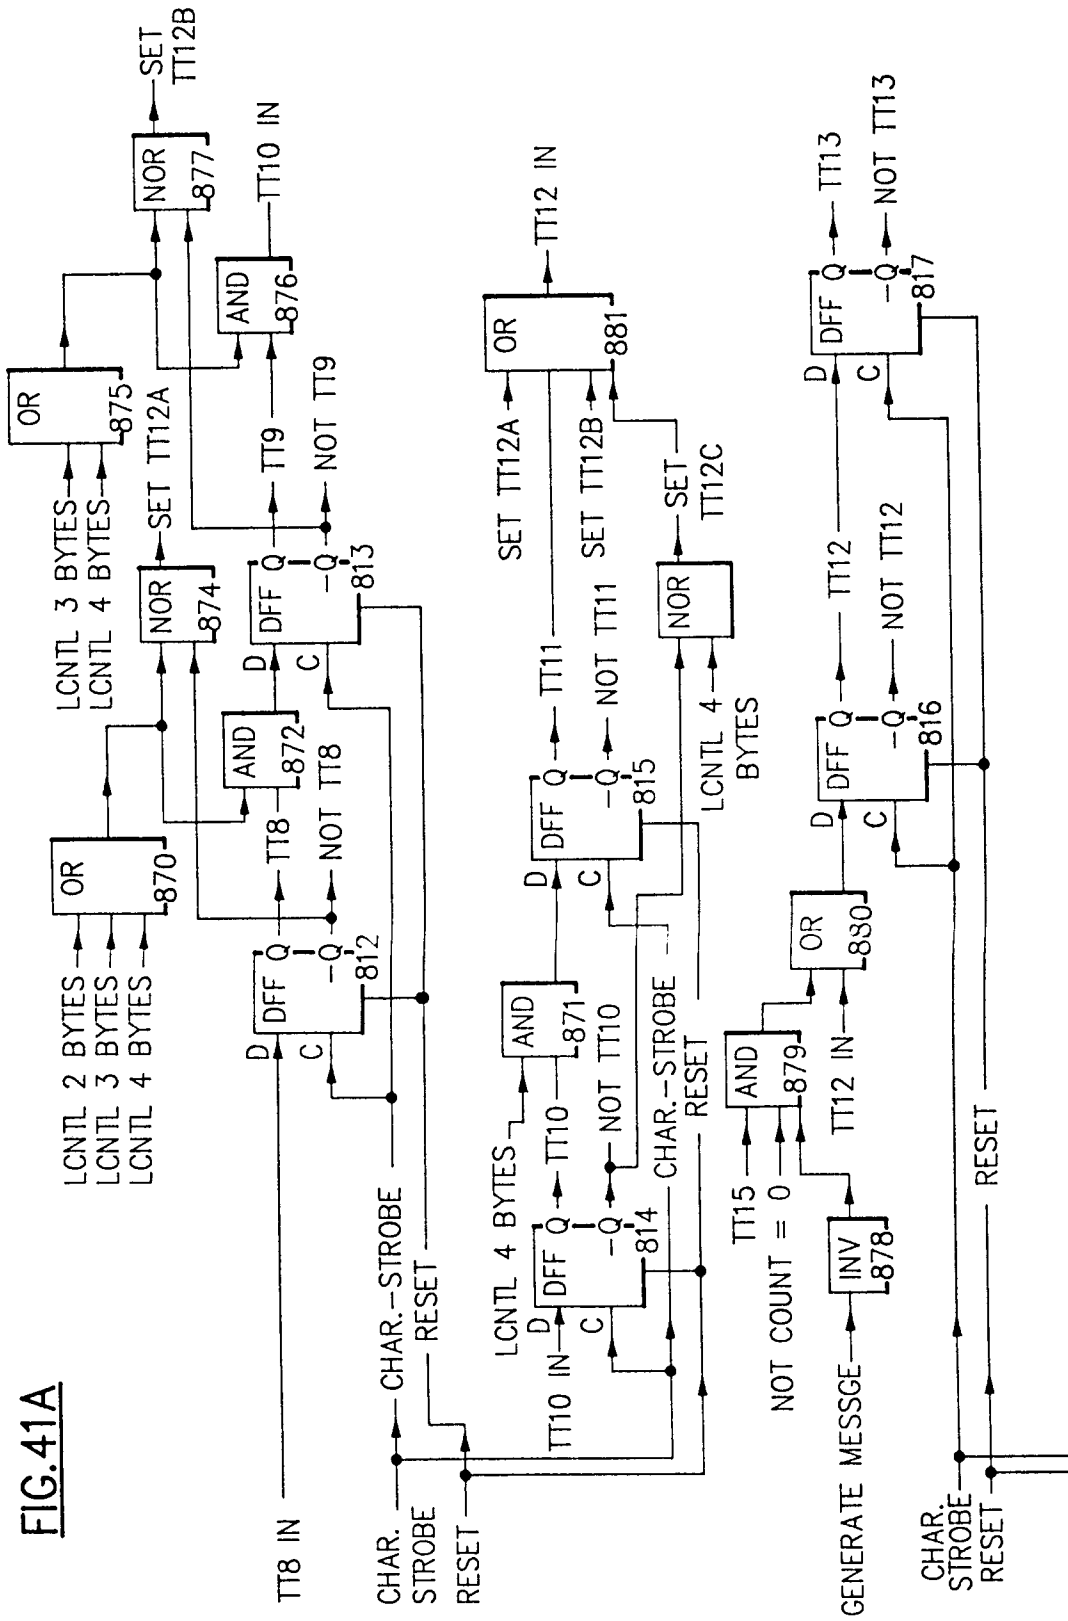 FIG.41A
LCNTL 2 BYTES
LCNTL 3 BYTES
LCNTL 4 BYTES
OR
870
LCNTL 3 BYTES
LCNTL 4 BYTES
OR
875
NOR
874
SET TT12A
NOR
877
SET
TT12B
TT8 IN
D
DFF
Q
C
-Q
812
TT8
NOT TT8
AND
872
D
DFF
Q
C
-Q
813
TT9
NOT TT9
AND
876
TT10 IN
CHAR.
STROBE
CHAR.-STROBE
RESET
RESET
LCNTL 4 BYTES
TT10 IN
D
DFF
Q
C
-Q
814
TT10
NOT TT10
AND
871
D
DFF
Q
C
-Q
815
TT11
NOT TT11
CHAR.-STROBE
RESET
LCNTL 4
BYTES
NOR
SET
TT12C
SET TT12A
SET TT12B
OR
881
TT12 IN
GENERATE MESSGE
INV
878
TT15
NOT COUNT = 0
AND
879
TT12 IN
OR
880
D
DFF
Q
C
-Q
816
TT12
NOT TT12
D
DFF
Q
C
-Q
817
TT13
NOT TT13
CHAR.
STROBE
RESET
RESET